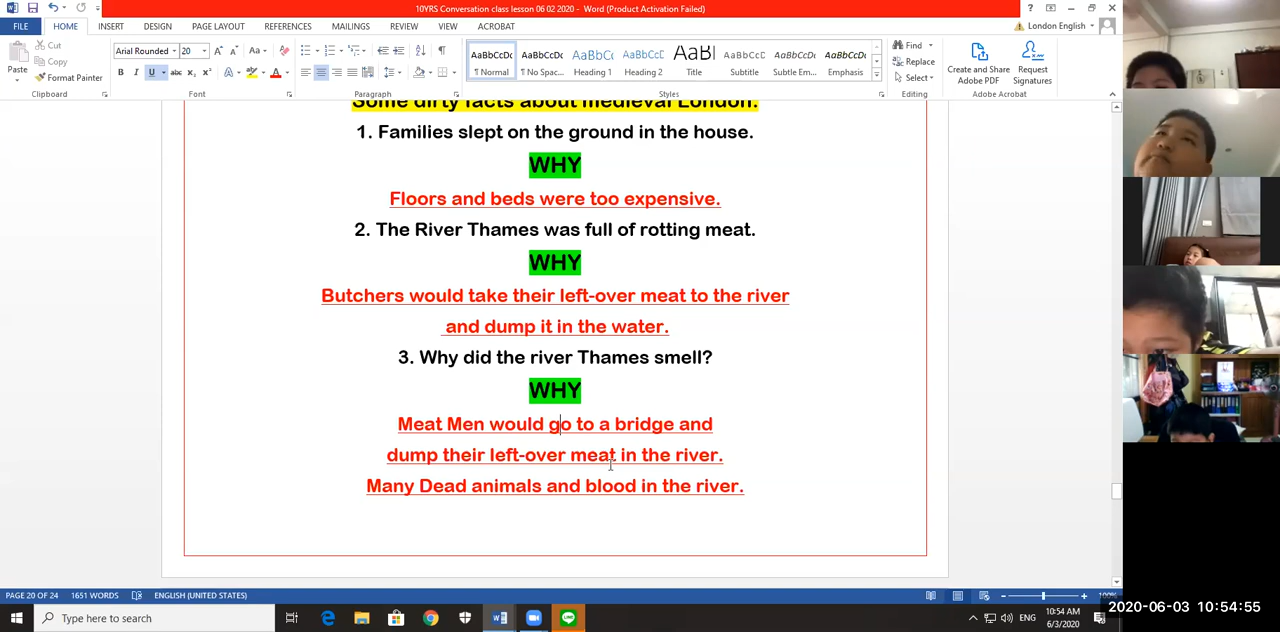 10YRS Conversation class lesson 06 02 2020 - Word (Product Activation Failed)
FILE HOME INSERT DESIGN PAGE LAYOUT REFERENCES MAILINGS REVIEW VIEW ACROBAT London English
Paste Cut Copy Format Painter
Arial Rounded 20
AaBbCcDc AaBbCcDc AaBbCc AaBbCcC AaBl AaBbCcC AaBbCcDc AaBbCcDc
¶ Normal ¶ No Spac... Heading 1 Heading 2 Title Subtitle Subtle Em... Emphasis
Find Replace Select
Create and Share Adobe PDF Request Signatures
Clipboard Font Paragraph Styles Editing Adobe Acrobat
Some dirty facts about medieval London.
1. Families slept on the ground in the house.
WHY
Floors and beds were too expensive.
2. The River Thames was full of rotting meat.
WHY
Butchers would take their left-over meat to the river
and dump it in the water.
3. Why did the river Thames smell?
WHY
Meat Men would go to a bridge and
dump their left-over meat in the river.
Many Dead animals and blood in the river.
PAGE 20 OF 24 1651 WORDS ENGLISH (UNITED STATES) 100%
Type here to search ENG 10:54 AM
6/3/2020
2020-06-03 10:54:55